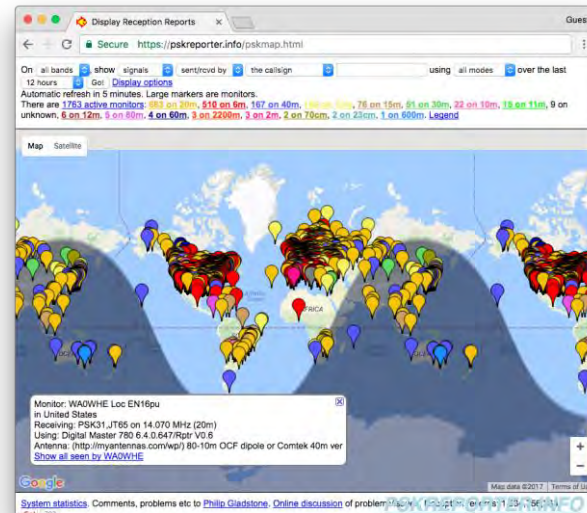 Display Reception Reports
Gues
Secure https://pskreporter.info/pskmap.html
On all bands, show signals sent/rcvd by the callsign using all modes over the last
12 hours Go! Display options
Automatic refresh in 5 minutes. Large markers are monitors.
There are 1763 active monitors: 683 on 20m, 510 on 6m, 167 on 40m, 76 on 15m, 51 on 30m, 22 on 10m, 15 on 11m, 9 on
unknown, 6 on 12m, 5 on 80m, 4 on 60m, 3 on 2200m, 3 on 2m, 2 on 70cm, 2 on 23cm, 1 on 600m. Legend
Map Satellite
FRICA
Monitor: WA0WHE Loc EN16pu
in United States
Receiving: PSK31,JT65 on 14.070 MHz (20m)
Using: Digital Master 780 6.4.0.647/Rptr V0.6
Antenna: (http://myantennas.com/wp/) 80-10m OCF dipole or Comtek 40m ver
Show all seen by WA0WHE
Google
Map data ©2017 Terms of U
System statistics. Comments, problems etc to Philip Gladstone. Online discussion of
PSKREPORTER.INFO